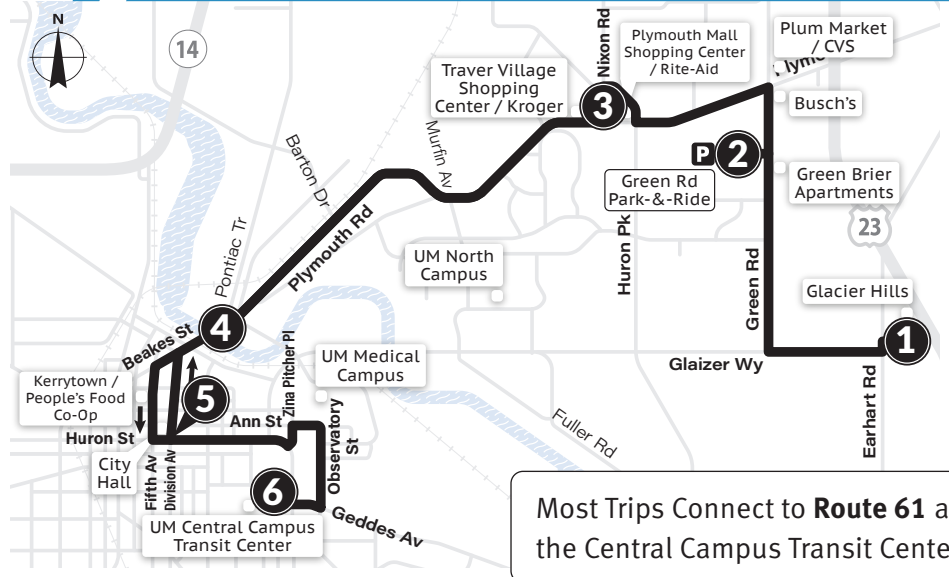 N
14
Nixon Rd
Plymouth Mall
Shopping Center
/ Rite-Aid
Plum Market
/ CVS
Traver Village
Shopping
Center / Kroger
3
Busch's
Murfin Av
P
2
Barton Dr
Green Rd
Park-&-Ride
Green Brier
Apartments
23
Pontiac Tr
Plymouth Rd
UM North
Campus
Huron Pk
Green Rd
Glacier Hills
4
1
Beakes St
Zina Pitcher Pl
UM Medical
Campus
Glaizer Wy
Kerrytown /
People's Food
Co-Op
5
Earhart Rd
Huron St
Ann St
Observatory
St
Fuller Rd
City
Hall
Fifth Av
Division Av
6
Geddes Av
UM Central Campus
Transit Center
Most Trips Connect to Route 61 a
the Central Campus Transit Cente